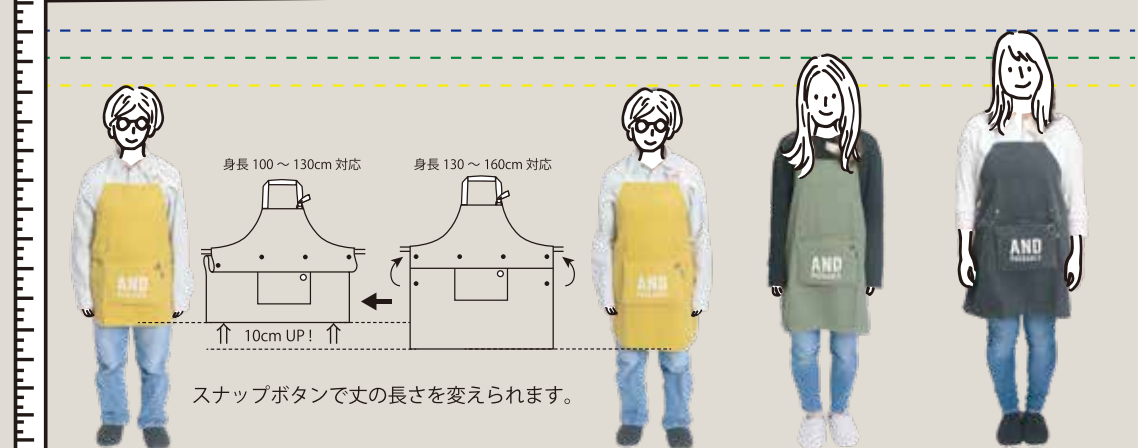 身長 100 ～ 130cm 対応
身長 130 ～ 160cm 対応
10cm UP !
スナップボタンで丈の長さを変えられます。
AND
AND
AND
AND